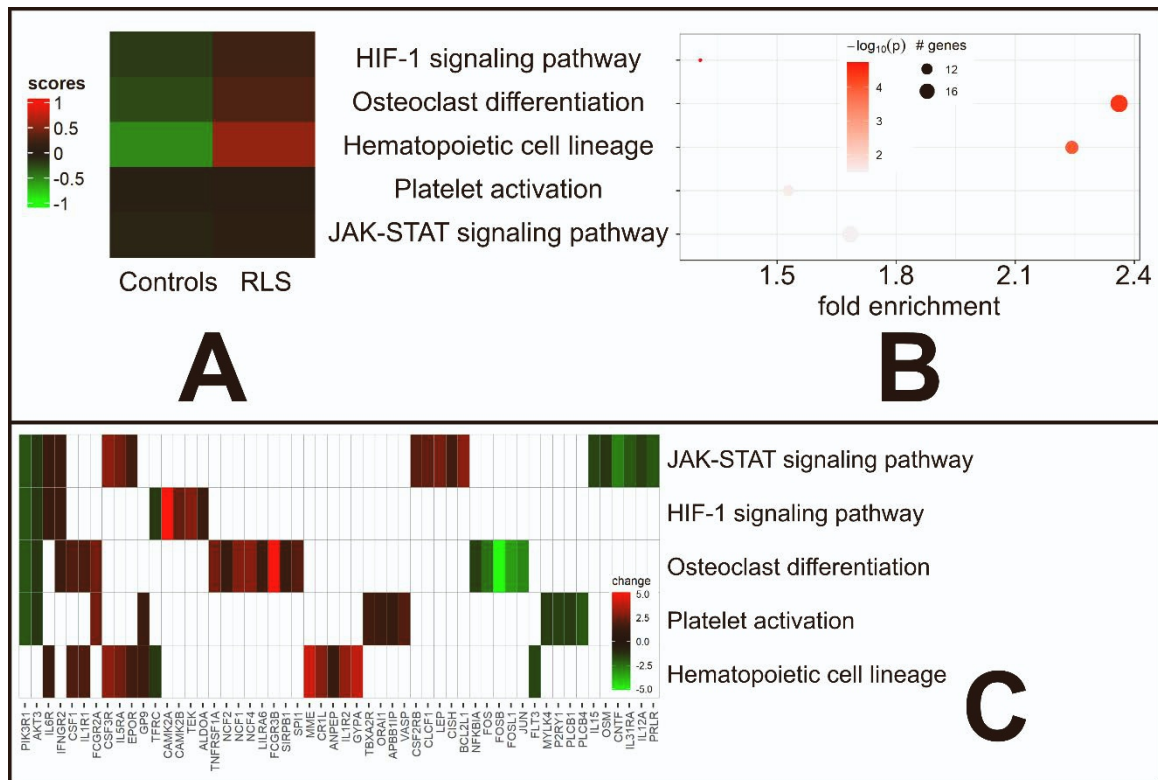 scores
1
0.5
0
-0.5
-1
HIF-1 signaling pathway
Osteoclast differentiation
Hematopoietic cell lineage
Platelet activation
JAK-STAT signaling pathway
Controls RLS
A
−log10(p)
4
2
# genes
12
16
1.5 1.8 2.1 2.4
fold enrichment
B
JAK-STAT signaling pathway
HIF-1 signaling pathway
Osteoclast differentiation
Platelet activation
Hematopoietic cell lineage
change
5.0
2.5
0.0
-2.5
-5.0
C
PIK3R1
AKT3
IL6R
IFNGR2
CSF1
IL1R1
FCGR2A
CSF3R
IL5RA
EPOR
GP9
TFRC
CAMK2A
CAMK2B
TEK
ALDOA
TNFRSF1A
NCF2
NCF1
NCF4
LILRA6
FCGR3B
SIRPB1
SPI1
MME
CR1L
ANPEP
IL1R2
GYPA
TBXA2R
ORAI1
APBB1IP
VASP
CSF2RB
CLCF1
LEP
CISH
BCL2L1
NFKBIA
FOS
FOSB
FOSL1
JUN
FLT3
MYLK4
P2RY1
PLCB1
PLCB4
IL15
OSM
CNTF
IL31RA
IL12A
PRLR